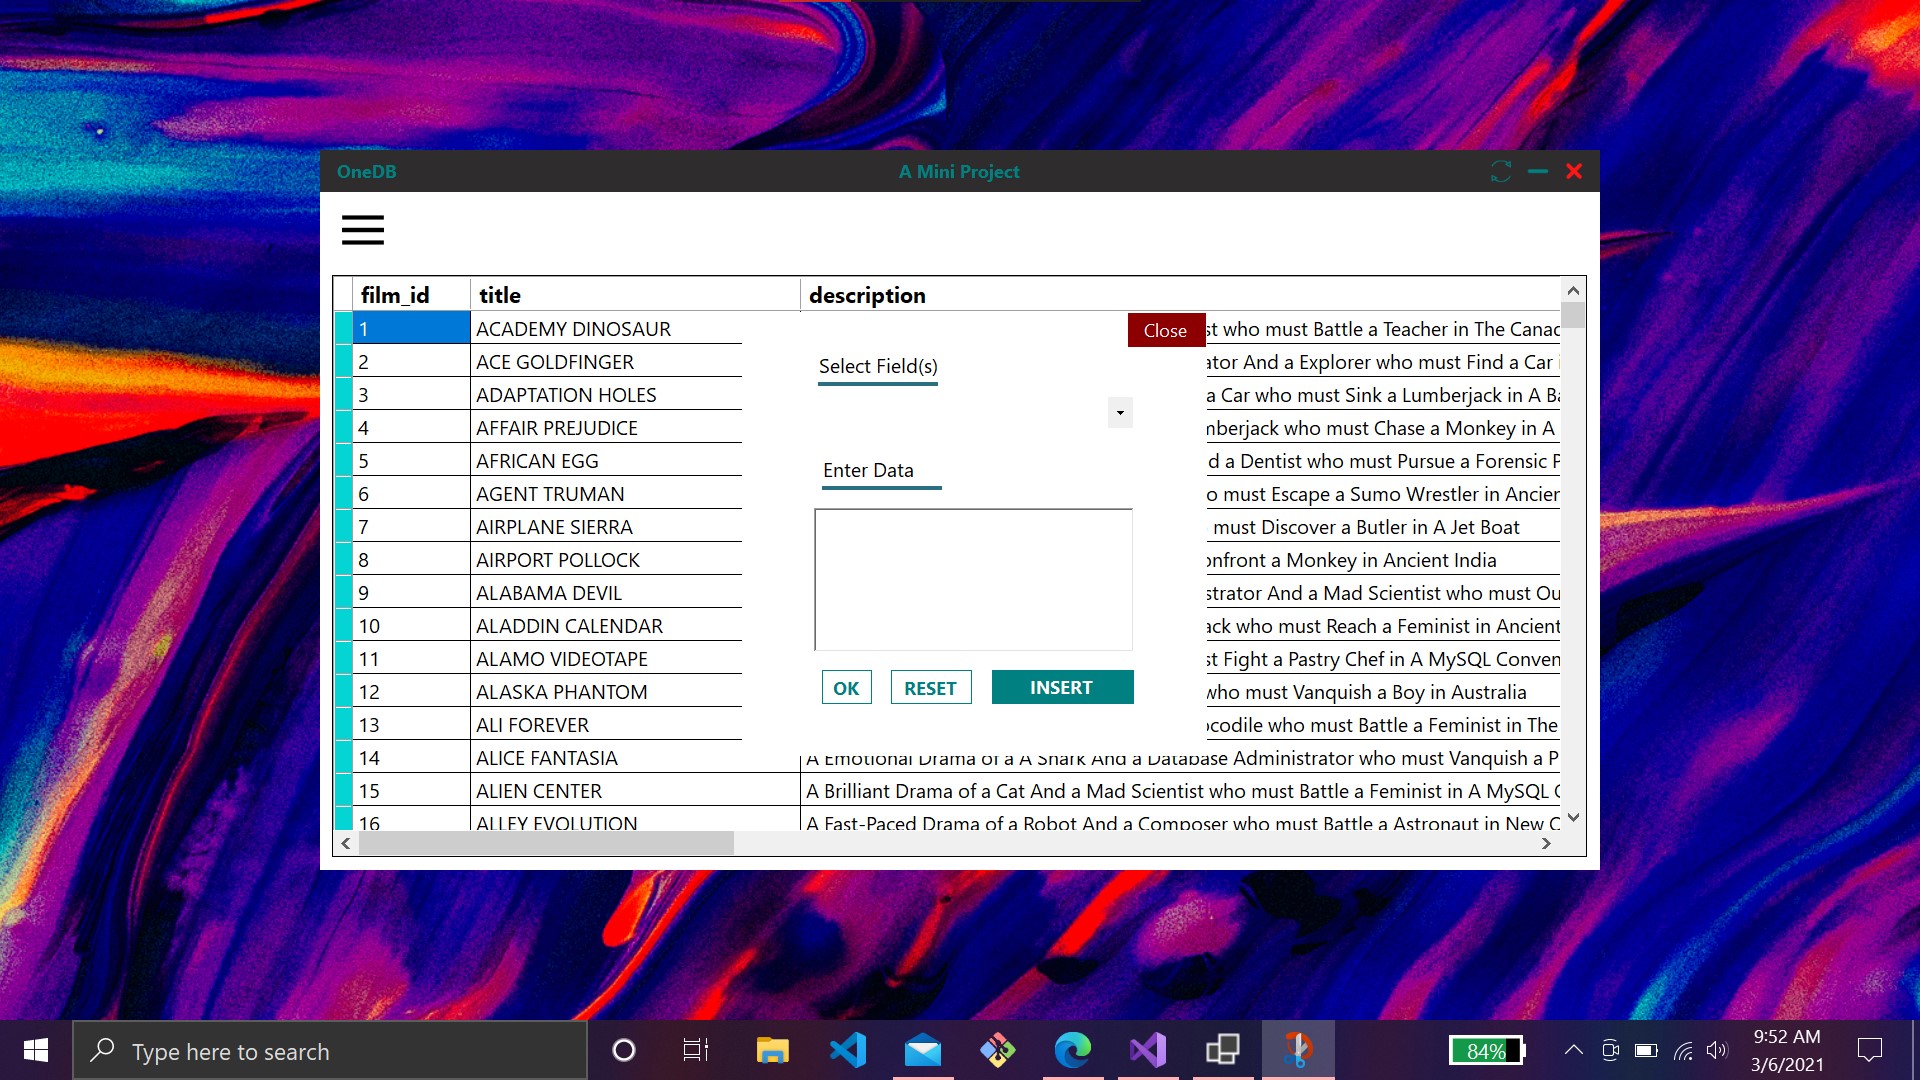 OneDB A Mini Project
film_id title description
1 ACADEMY DINOSAUR st who must Battle a Teacher in The Canad
Close
2 ACE GOLDFINGER ator And a Explorer who must Find a Car
Select Field(s)
3 ADAPTATION HOLES a Car who must Sink a Lumberjack in A Ba
4 AFFAIR PREJUDICE mberjack who must Chase a Monkey in A
5 AFRICAN EGG d a Dentist who must Pursue a Forensic P
Enter Data
6 AGENT TRUMAN o must Escape a Sumo Wrestler in Ancien
7 AIRPLANE SIERRA must Discover a Butler in A Jet Boat
8 AIRPORT POLLOCK onfront a Monkey in Ancient India
9 ALABAMA DEVIL strator And a Mad Scientist who must Ou
10 ALADDIN CALENDAR ack who must Reach a Feminist in Ancient
11 ALAMO VIDEOTAPE st Fight a Pastry Chef in A MySQL Conven
12 ALASKA PHANTOM who must Vanquish a Boy in Australia
OK RESET INSERT
13 ALI FOREVER ocodile who must Battle a Feminist in The
14 ALICE FANTASIA A Emotional Drama of a A Shark And a Database Administrator who must Vanquish a P
15 ALIEN CENTER A Brilliant Drama of a Cat And a Mad Scientist who must Battle a Feminist in A MySQL C
16 ALLEY EVOLUTION A Fast-Paced Drama of a Robot And a Composer who must Battle a Astronaut in New O
Type here to search
84%
9:52 AM
3/6/2021